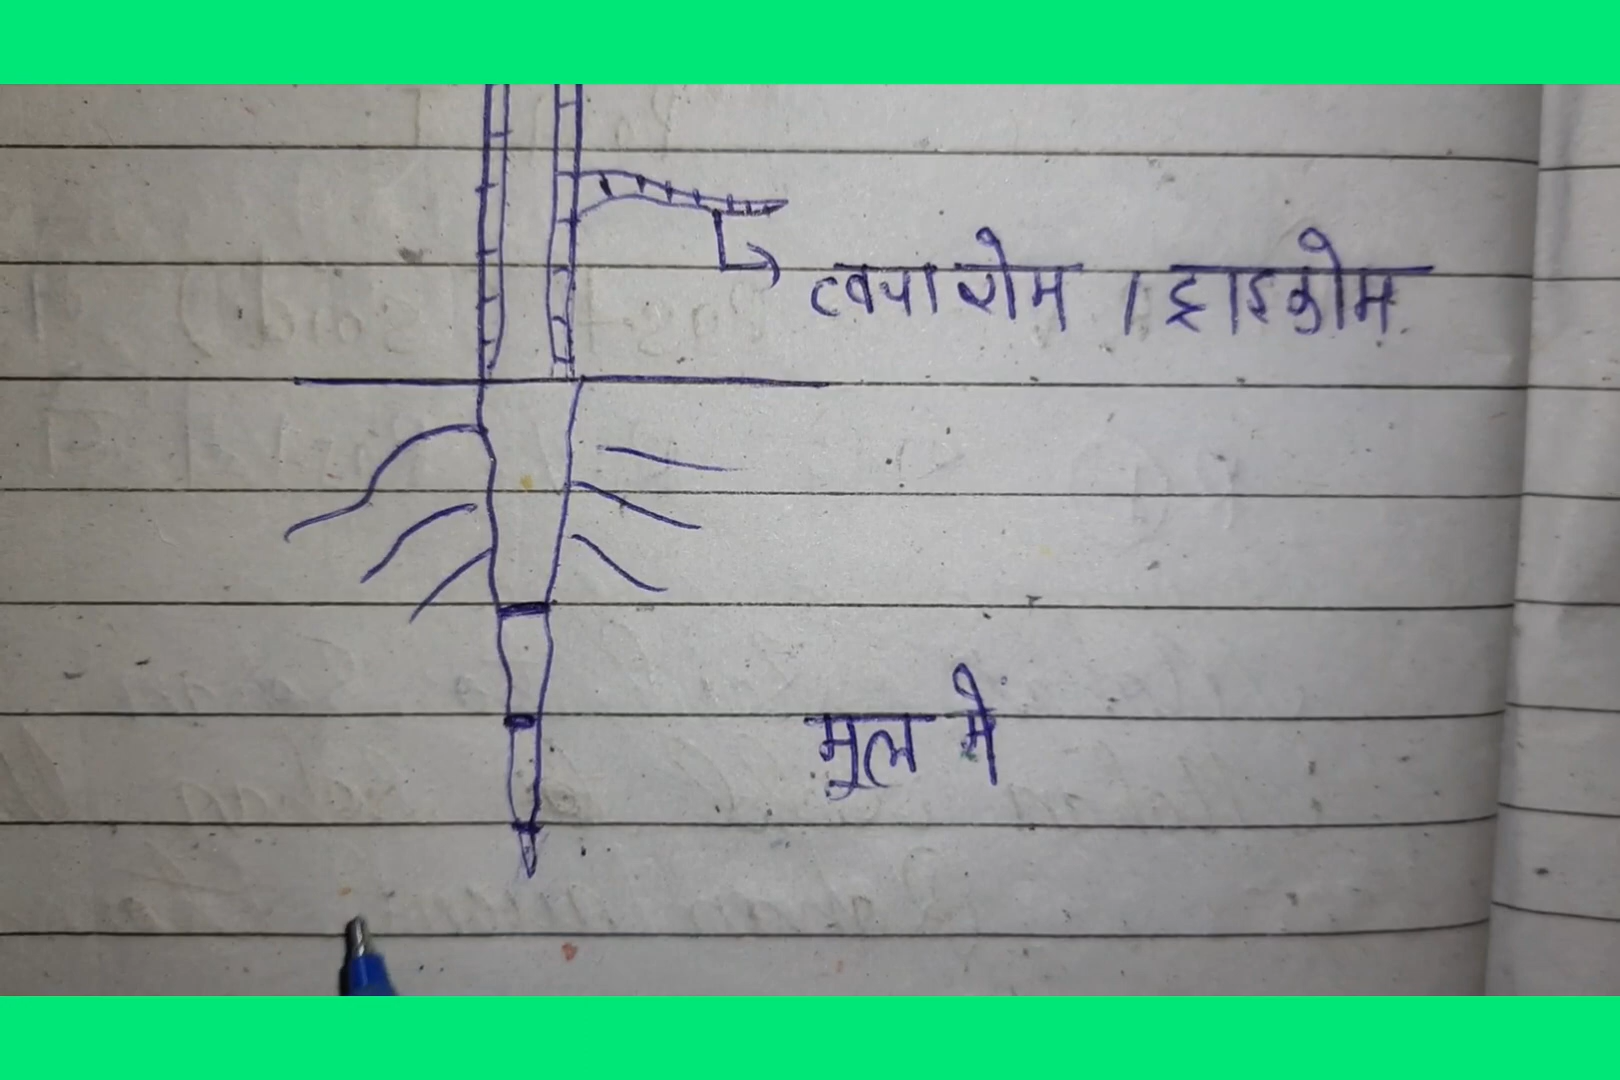 त्वचा रोम / ट्राइकोम
मुल मे